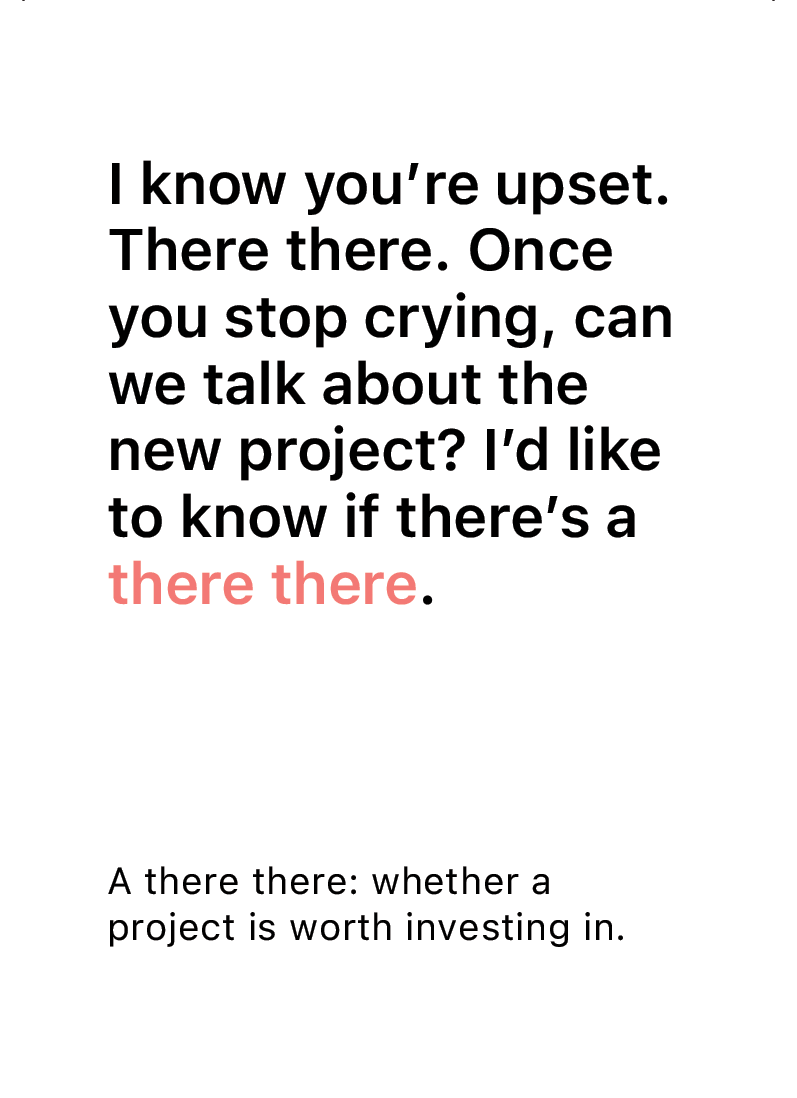 I know you’re upset.
There there. Once
you stop crying, can
we talk about the
new project? I’d like
to know if there’s a
there there.
A there there: whether a
project is worth investing in.